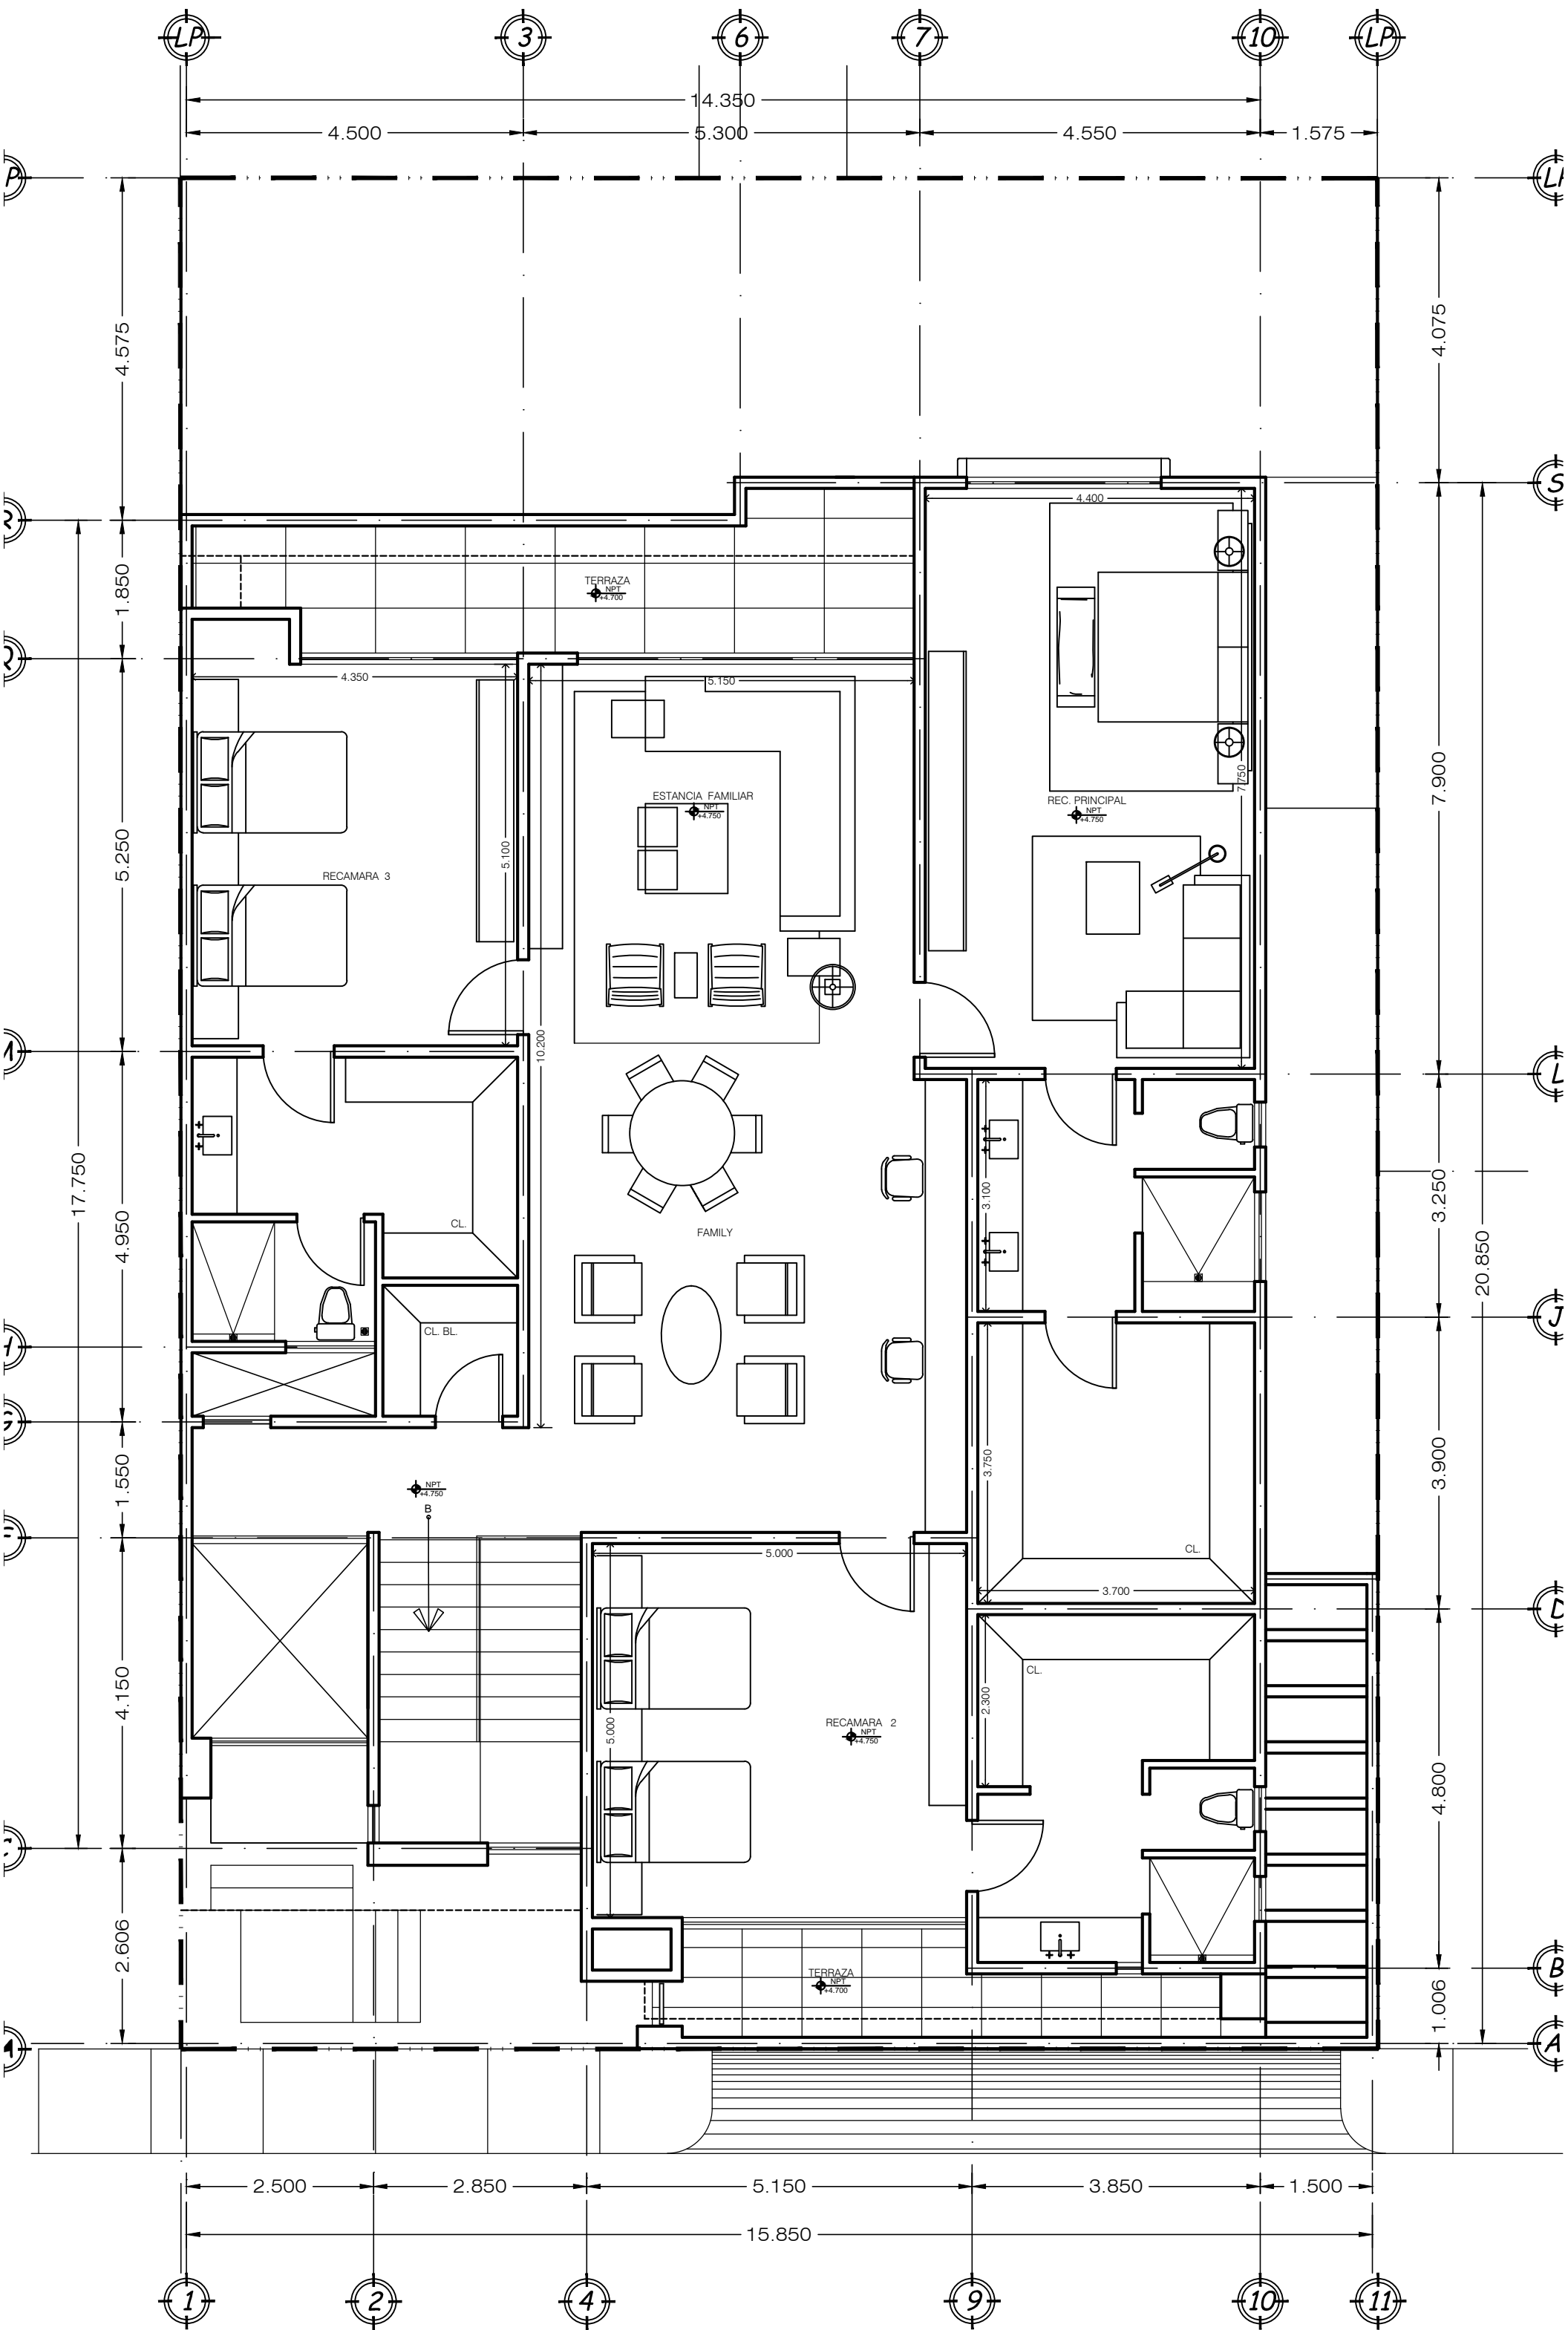 LP 3 6 7 10 LP
14.350
4.500 5.300 4.550 1.575
4.575
4.075
S
4.400
TERRAZA
NPT
+4.700
1.850
4.350
5.150
7.900
7.750
ESTANCIA FAMILIAR
NPT
+4.750
REC. PRINCIPAL
NPT
+4.750
5.250
5.100
RECAMARA 3
10.200
L
17.750
4.950
3.100
3.250
CL.
FAMILY
20.850
J
CL. BL.
3.750
3.900
1.550
NPT
+4.750
B
5.000
CL.
3.700
4.150
CL.
2.300
5.000
RECAMARA 2
NPT
+4.750
4.800
2.606
TERRAZA
NPT
+4.700
B
1.006
A
2.500 2.850 5.150 3.850 1.500
15.850
1 2 4 9 10 11